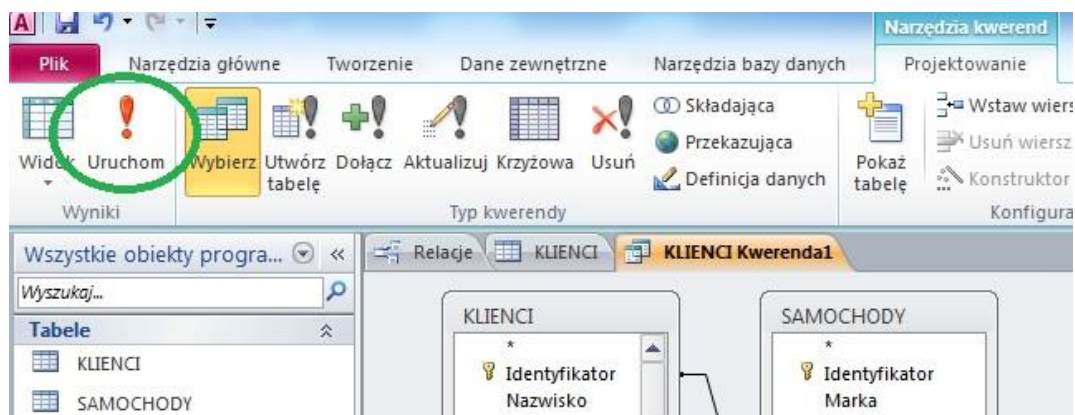 A
Narzędzia kwerend
Plik Narzędzia główne Tworzenie Dane zewnętrzne Narzędzia bazy danych Projektowanie
Widok Uruchom Wybierz Utwórz tabelę Dołącz Aktualizuj Krzyżowa Usuń
Składająca
Przekazująca
Definicja danych
Pokaż
tabelę
Wstaw wiers
Usuń wiersz
Konstruktor
Wyniki Typ kwerendy Konfigura
Wszystkie obiekty progra... « Relacje KLIENCI KLIENCI Kwerenda1
Wyszukaj...
Tabele
KLIENCI
SAMOCHODY
KLIENCI
*
Identyfikator
Nazwisko
SAMOCHODY
*
Identyfikator
Marka